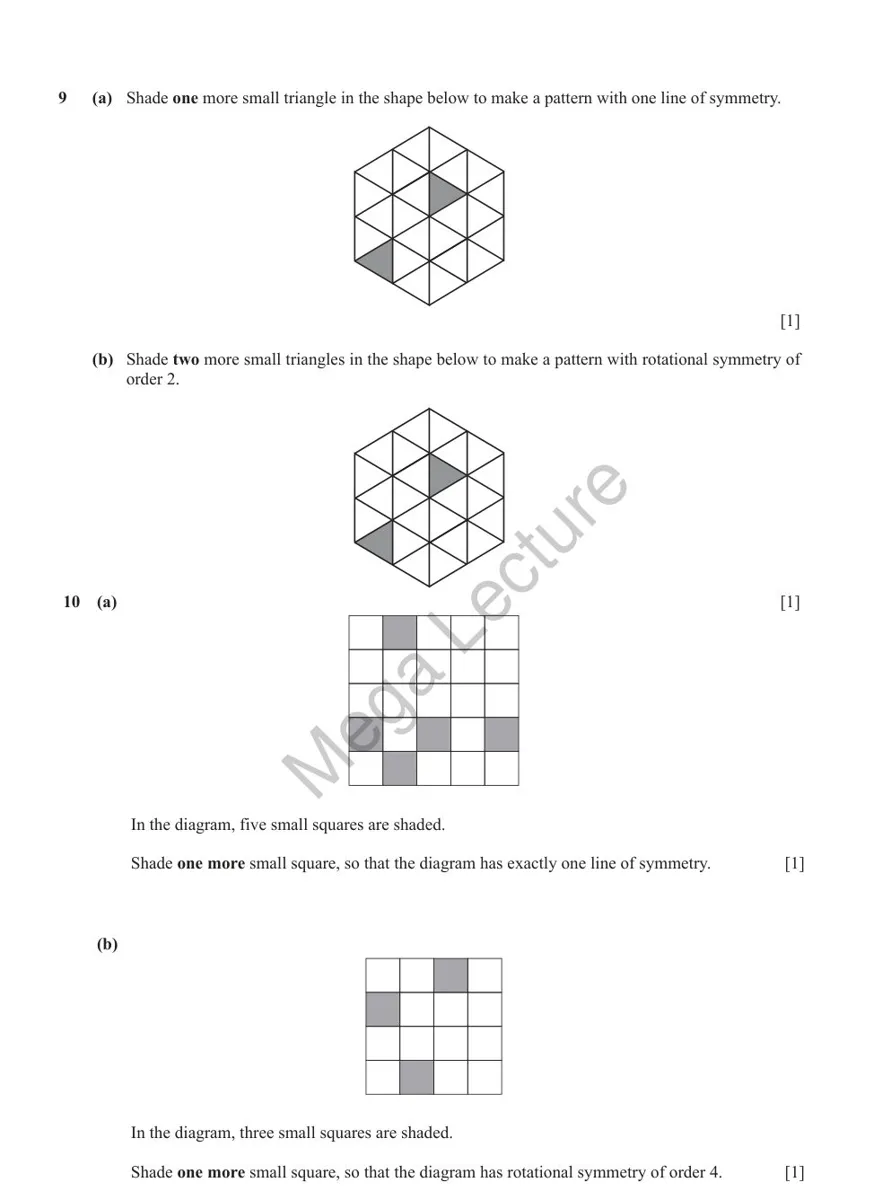 9 (a) Shade one more small triangle in the shape below to make a pattern with one line of symmetry.
[1]
(b) Shade two more small triangles in the shape below to make a pattern with rotational symmetry of
order 2.
10 (a) [1]
Mega Lecture
In the diagram, five small squares are shaded.
Shade one more small square, so that the diagram has exactly one line of symmetry. [1]
(b)
In the diagram, three small squares are shaded.
Shade one more small square, so that the diagram has rotational symmetry of order 4. [1]